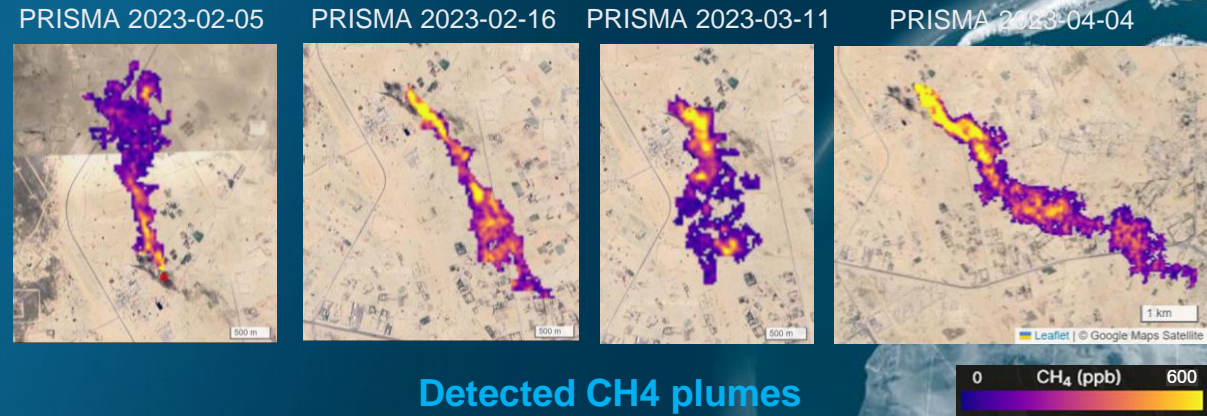 PRISMA 2023-02-05
PRISMA 2023-02-16
PRISMA 2023-03-11
PRISMA 2023-04-04
500 m
500 m
500 m
1 km
Leaflet | © Google Maps Satellite
Detected CH4 plumes
0 CH₄ (ppb) 600